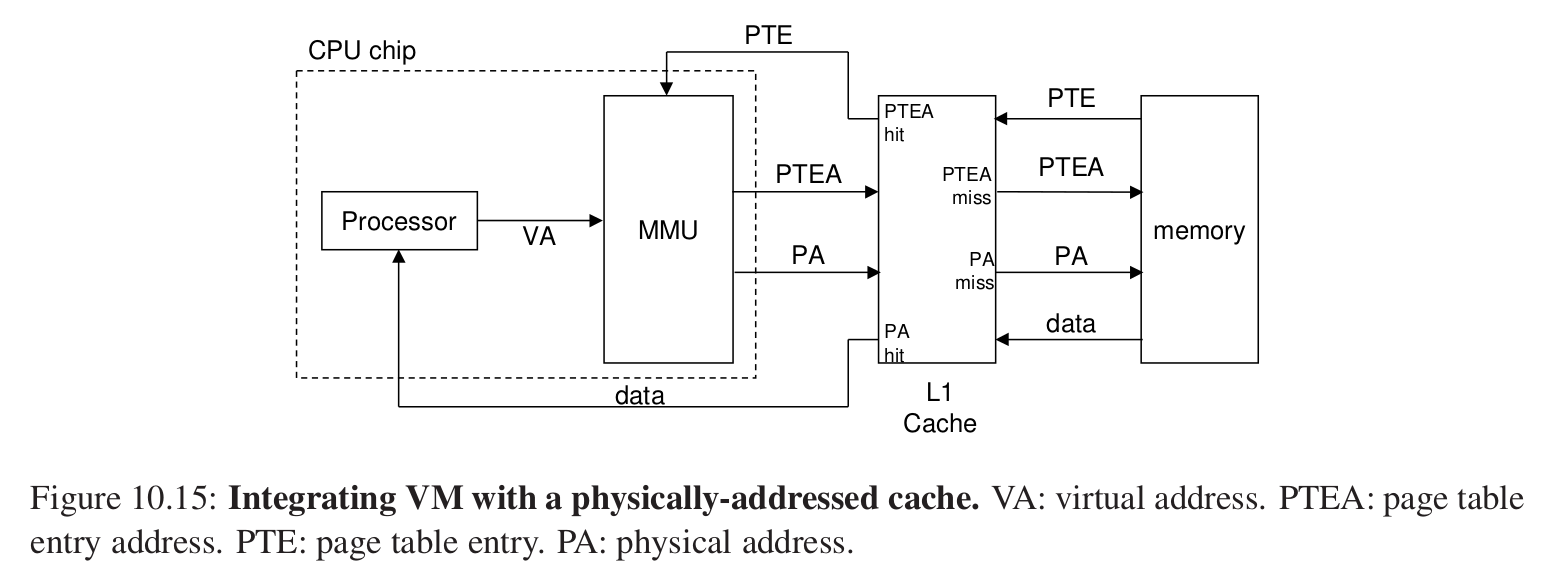 CPU chip
PTE
Processor
VA
MMU
PTEA
PA
data
PTEA
hit
PTEA
miss
PA
miss
PA
hit
L1
Cache
PTE
PTEA
PA
data
memory
Figure 10.15: Integrating VM with a physically-addressed cache. VA: virtual address. PTEA: page table
entry address. PTE: page table entry. PA: physical address.